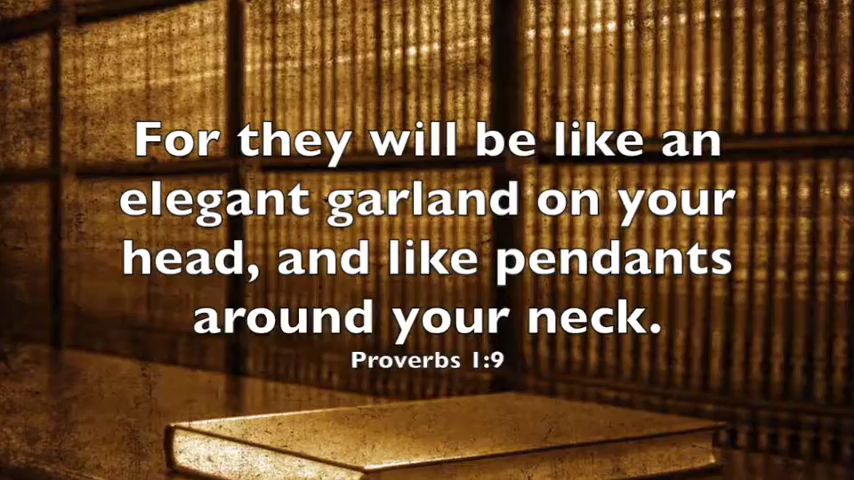 For they will be like an
elegant garland on your
head, and like pendants
around your neck.
Proverbs 1:9